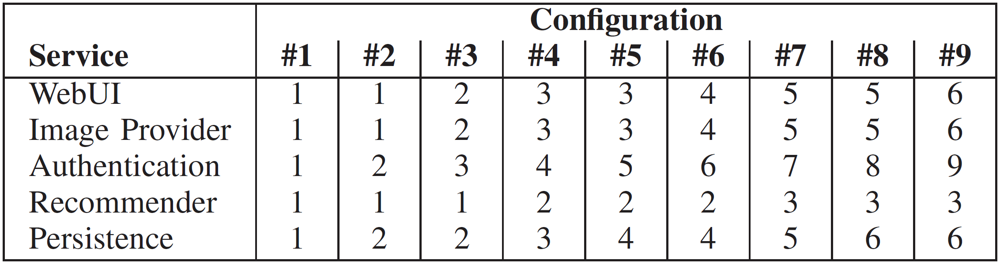 Configuration
Service #1 #2 #3 #4 #5 #6 #7 #8 #9
WebUI 1 1 2 3 3 4 5 5 6
Image Provider 1 1 2 3 3 4 5 5 6
Authentication 1 2 3 4 5 6 7 8 9
Recommender 1 1 1 2 2 2 3 3 3
Persistence 1 2 2 3 4 4 5 6 6